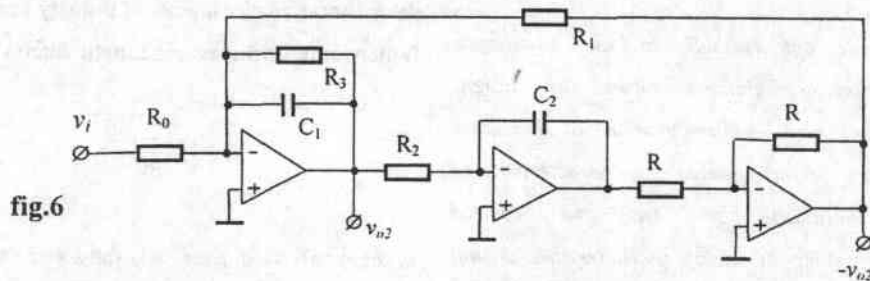 R₁
R₃
C₁
C₂
vᵢ
R₀
R₂
R
R
fig.6
vₒ₂
-vₒ₂